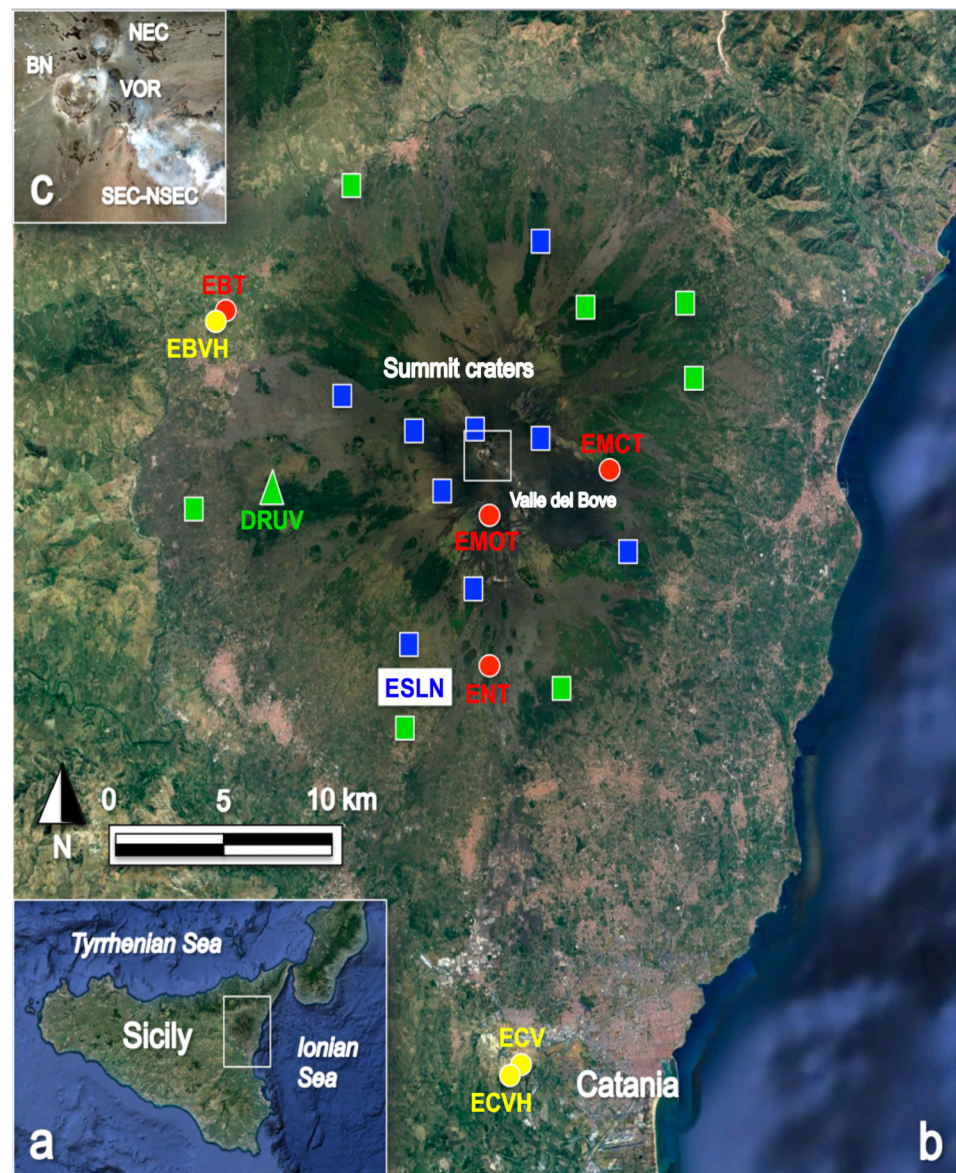 NEC
BN
VOR
SEC-NSEC
c
EBT
EBVH
Summit craters
EMCT
Valle del Bove
DRUV
EMOT
ESLN
ENT
0 5 10 km
N
Tyrrhenian Sea
Sicily
Ionian
Sea
a
ECV
ECVH
Catania
b